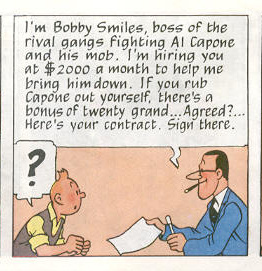 I'm Bobby Smiles, boss of the
rival gangs fighting Al Capone
and his mob. I'm hiring you
at $2000 a month to help me
bring him down. If you rub
Capone out yourself, there's a
bonus of twenty grand...Agreed?...
Here's your contract. Sign there.
?